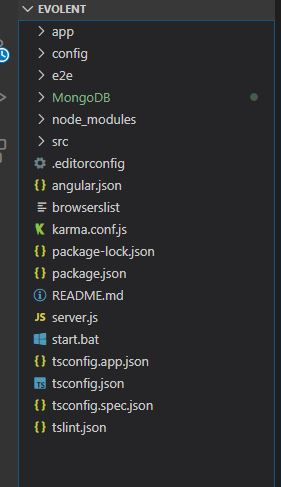 EVOLENT
app
config
e2e
MongoDB
node_modules
src
.editorconfig
angular.json
browserslist
karma.conf.js
package-lock.json
package.json
README.md
server.js
start.bat
tsconfig.app.json
tsconfig.json
tsconfig.spec.json
tslint.json